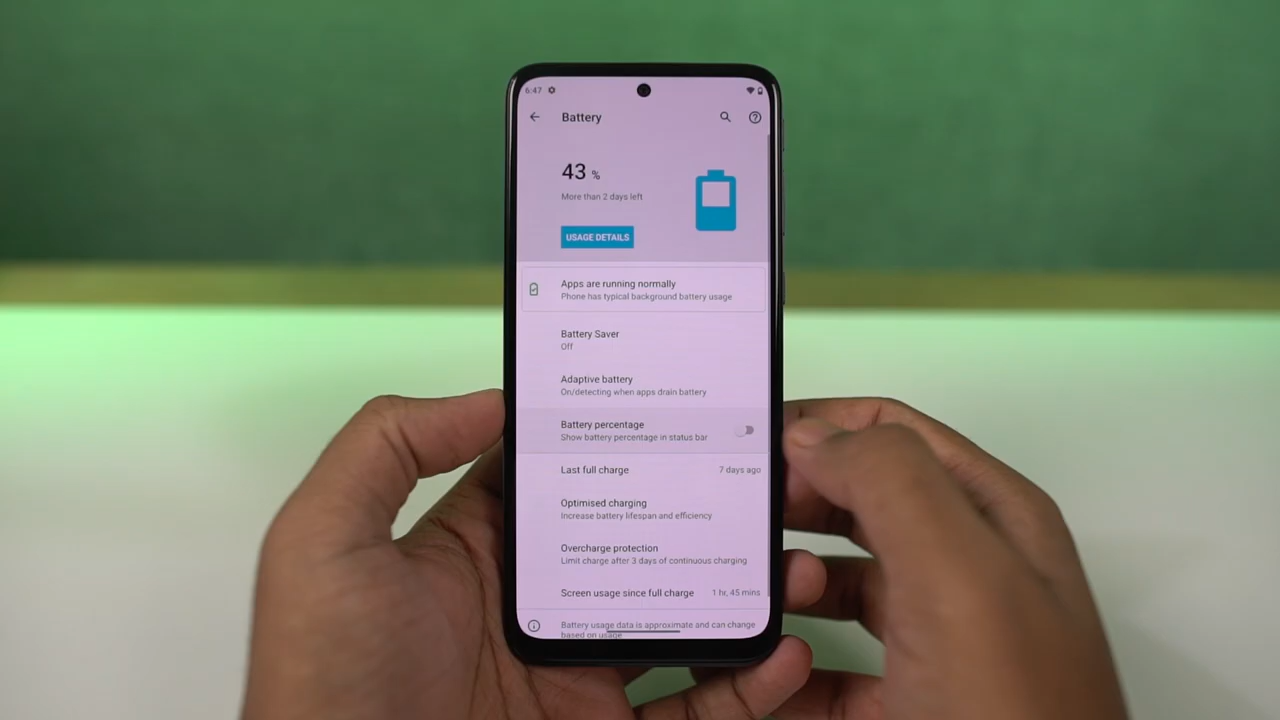 6:47
Battery
43 %
More than 2 days left
USAGE DETAILS
Apps are running normally
Phone has typical background battery usage
Battery Saver
Off
Adaptive battery
On/detecting when apps drain battery
Battery percentage
Show battery percentage in status bar
Last full charge 7 days ago
Optimised charging
Increase battery lifespan and efficiency
Overcharge protection
Limit charge after 3 days of continuous charging
Screen usage since full charge 1 hr, 45 mins
Battery usage data is approximate and can change
based on usage